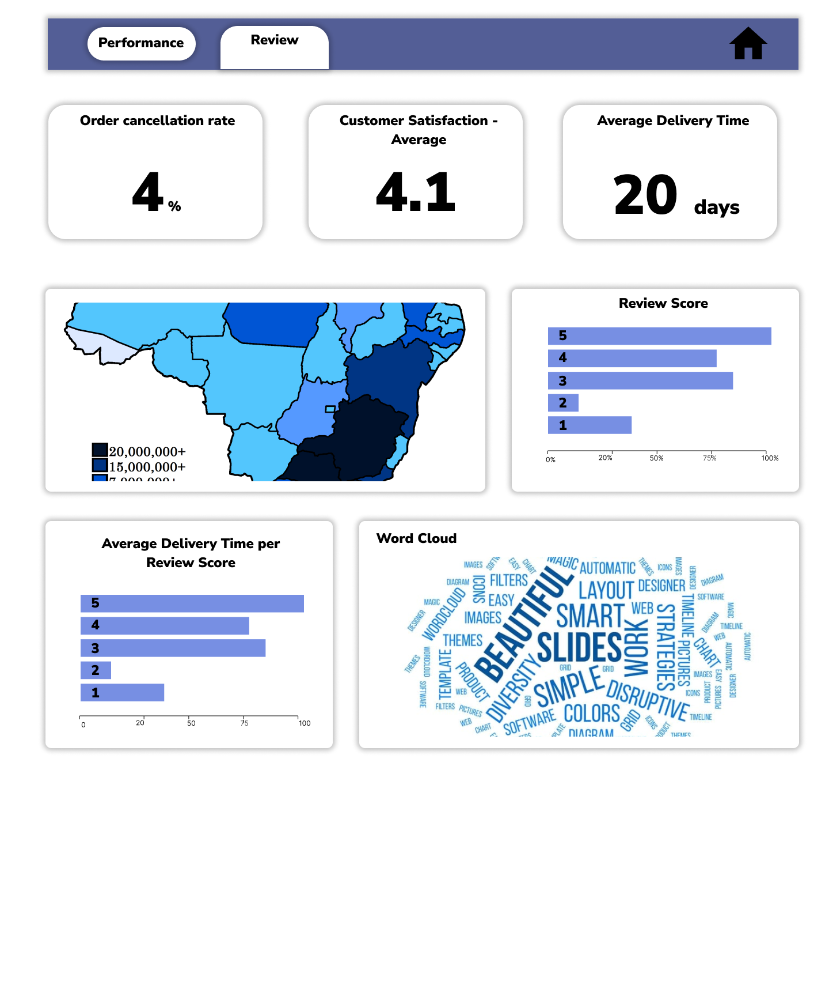 Performance
Review
Order cancellation rate
4 %
Customer Satisfaction -
Average
4.1
Average Delivery Time
20 days
20,000,000+
15,000,000+
7,000,000+
Review Score
5
4
3
2
1
0% 20% 50% 75% 100%
Average Delivery Time per
Review Score
5
4
3
2
1
0 20 50 75 100
Word Cloud
IMAGES
EASY
CHART
MAGIC
AUTOMATIC
THEMES
ICONS
IMAGES
DESIGNER
DIAGRAM
DIAGRAM
ICONS
FILTERS
BEAUTIFUL
LAYOUT
DESIGNER
SOFTWARE
MAGIC
WORDCLOUD
EASY
SMART
WEB
TIMELINE
MAGIC
DESIGNER
IMAGES
WORK
STRATEGIES
DIAGRAM
TIMELINE
THEMES
SLIDES
PICTURES
CHART
WEB
AUTOMATIC
AUTOMATIC
THEMES
WORDCLOUD
TEMPLATE
PRODUCT
DIVERSITY
GRID
GRID
IMAGES
EASY
DESIGNER
SOFTWARE
WEB
SIMPLE
DISRUPTIVE
ICONS
PRODUCT
PICTURES
FILTERS
PICTURES
GRID
COLORS
GRID
TIMELINE
WEB
CHART
SOFTWARE
ICONS
DIAGRAM
THEMES